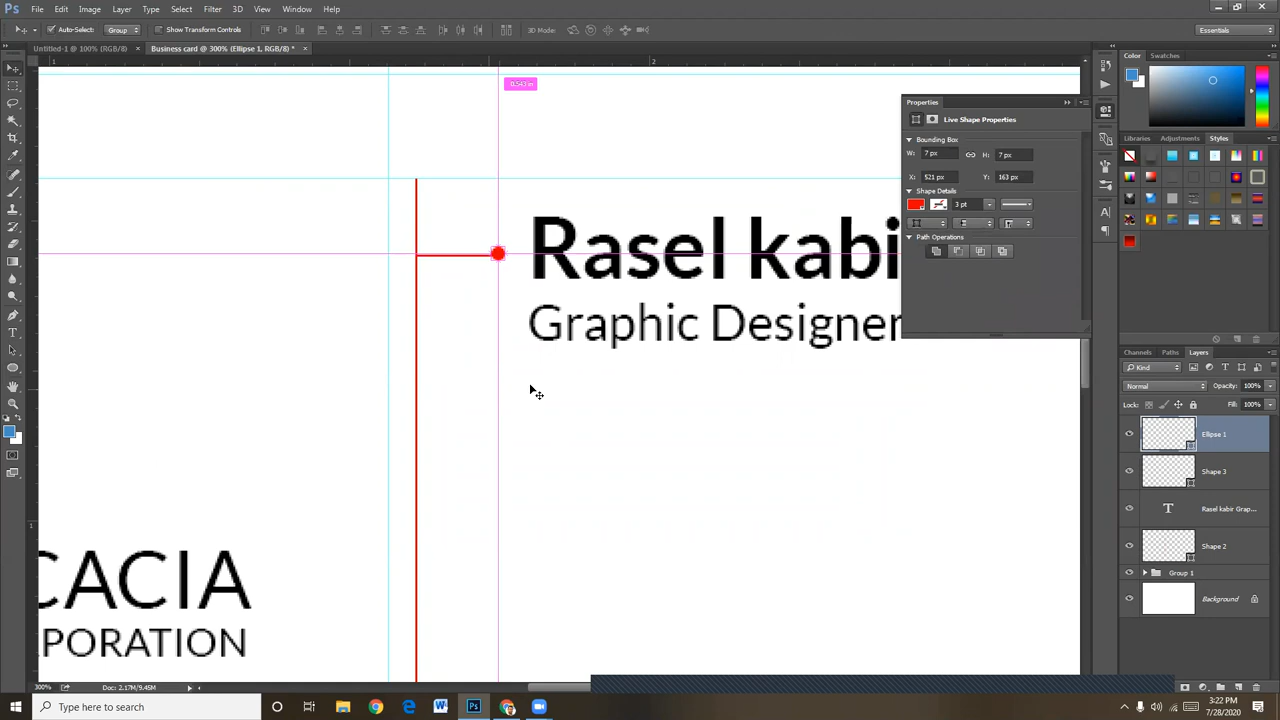 Ps File Edit Image Layer Type Select Filter 3D View Window Help
Auto-Select: Group Show Transform Controls 3D Mode: Essentials
Untitled-1 @ 100% (RGB/8) × Business card @ 300% (Ellipse 1, RGB/8) * ×
1 2
0.543 in
Color Swatches
Properties
Live Shape Properties
Bounding Box
W: 7 px H: 7 px
X: 521 px Y: 163 px
Shape Details
3 pt
Path Operations
Libraries Adjustments Styles
Rasel kabi
Graphic Designer
CACIA
PORATION
Channels Paths Layers
Kind
Normal Opacity: 100%
Lock: Fill: 100%
Ellipse 1
Shape 3
T Rasel kabir Grap...
Shape 2
Group 1
Background
300% Doc: 2.17M/9.45M
Type here to search
3:22 PM
7/28/2020